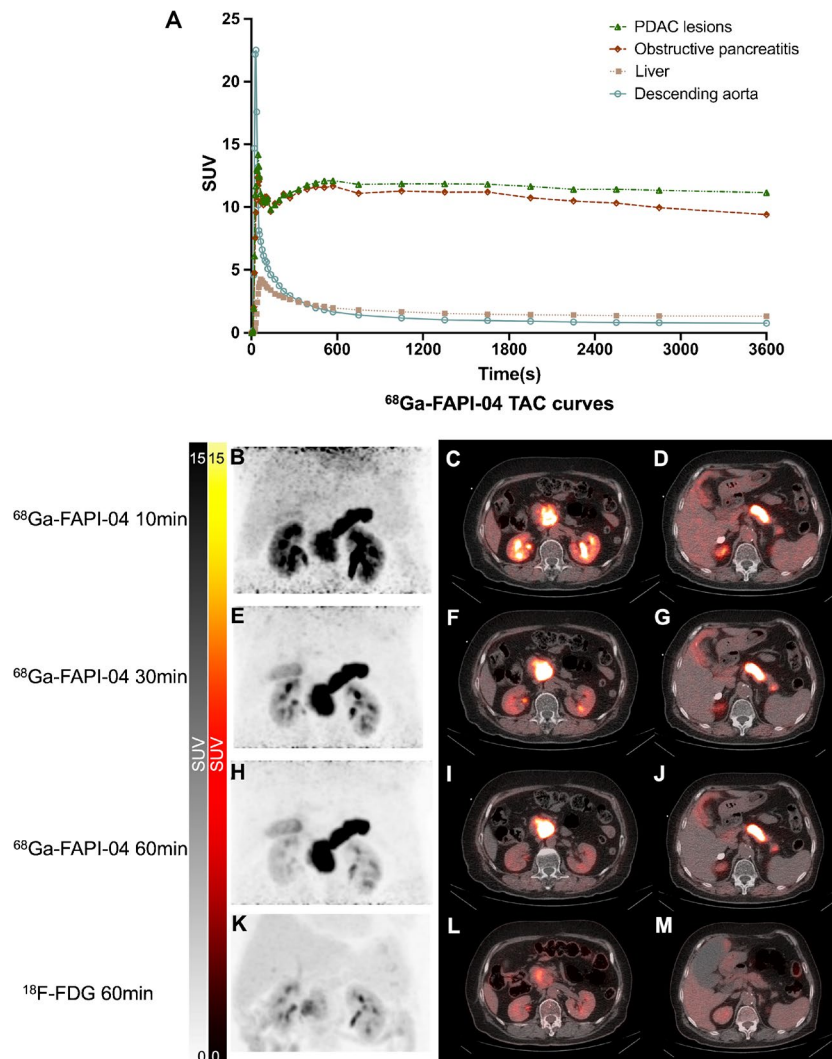 A
25
20
15
10
5
0
SUV
PDAC lesions
Obstructive pancreatitis
Liver
Descending aorta
0 600 1200 1800 2400 3000 3600
Time(s)
⁶⁸Ga-FAPI-04 TAC curves
15 15
B C D
⁶⁸Ga-FAPI-04 10min
E F G
⁶⁸Ga-FAPI-04 30min
SUV SUV
H I J
⁶⁸Ga-FAPI-04 60min
K L M
¹⁸F-FDG 60min
0 0